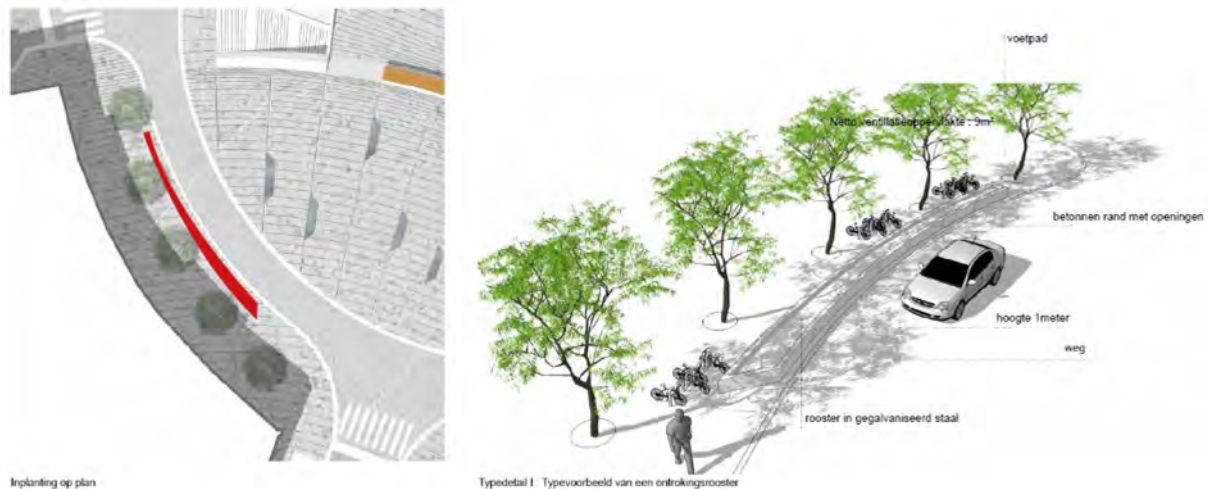 voetpad
Netto ventilatieoppervlakte : 9m²
betonnen rand met openingen
hoogte 1meter
weg
rooster in gegalvaniseerd staal
Inplanting op plan
Typedetail f : Typevoorbeeld van een ontrokingsrooster